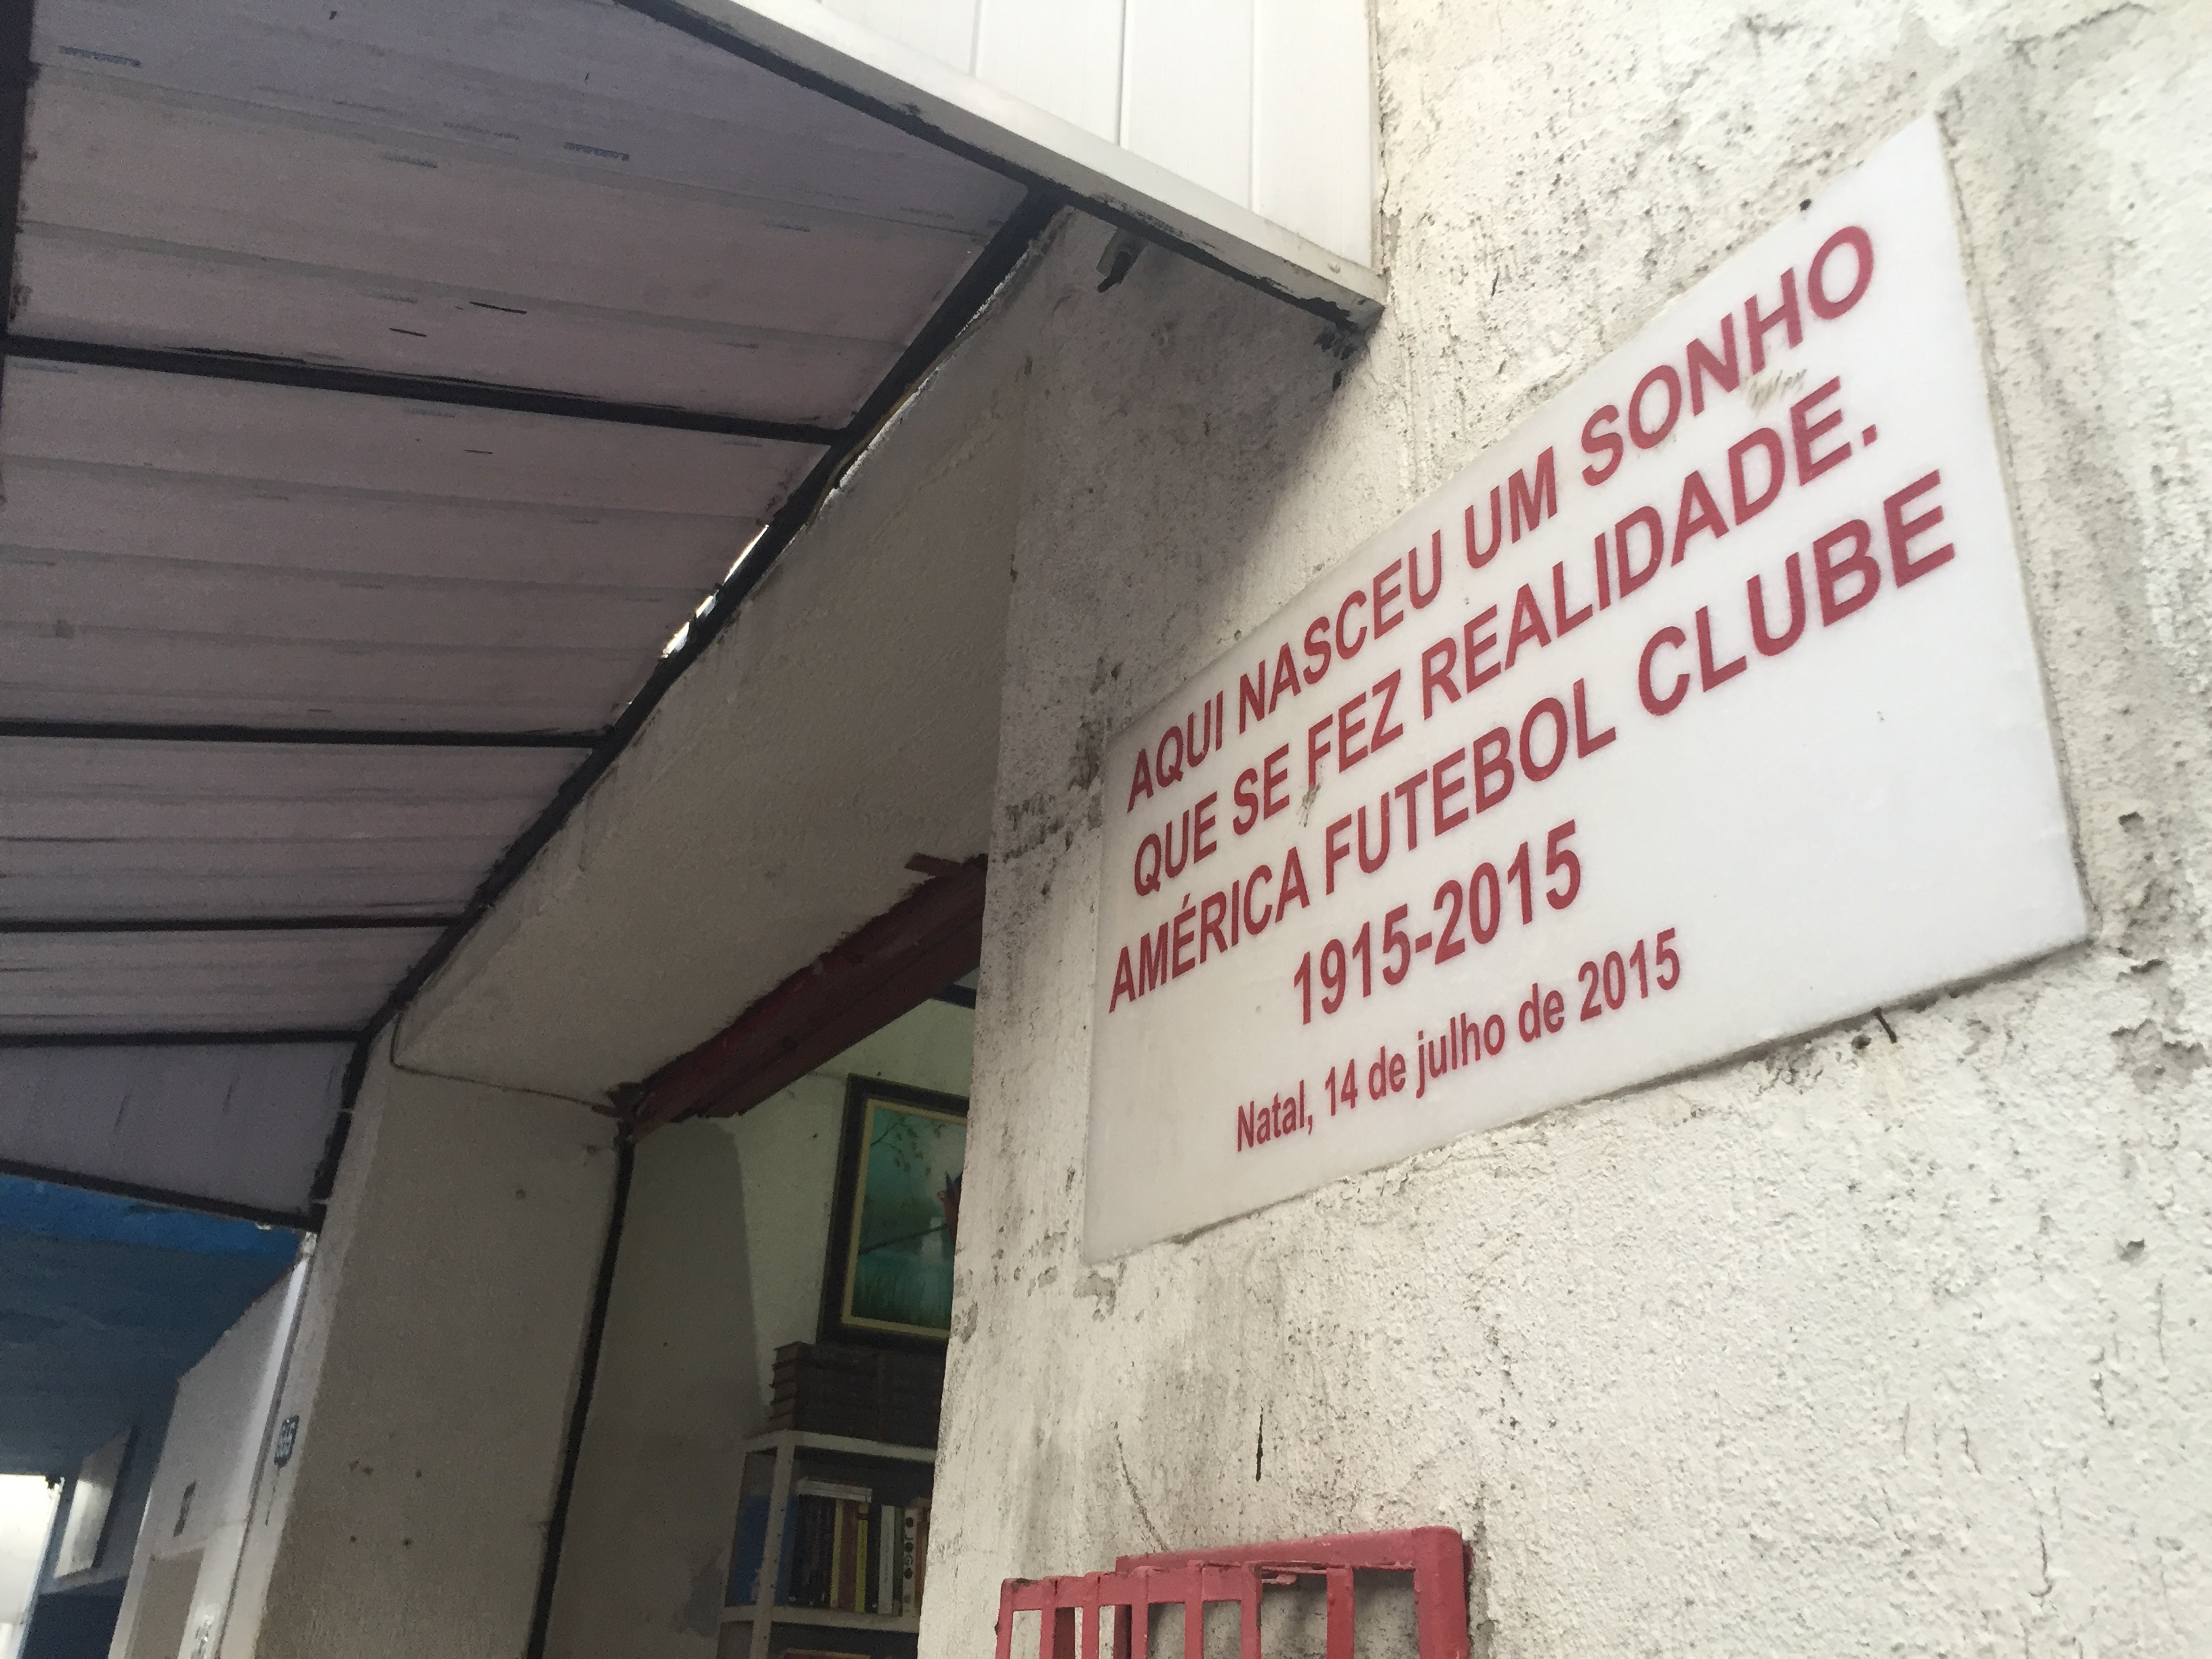 AQUI NASCEU UM SONHO
QUE SE FEZ REALIDADE.
AMÉRICA FUTEBOL CLUBE
1915-2015
Natal, 14 de julho de 2015